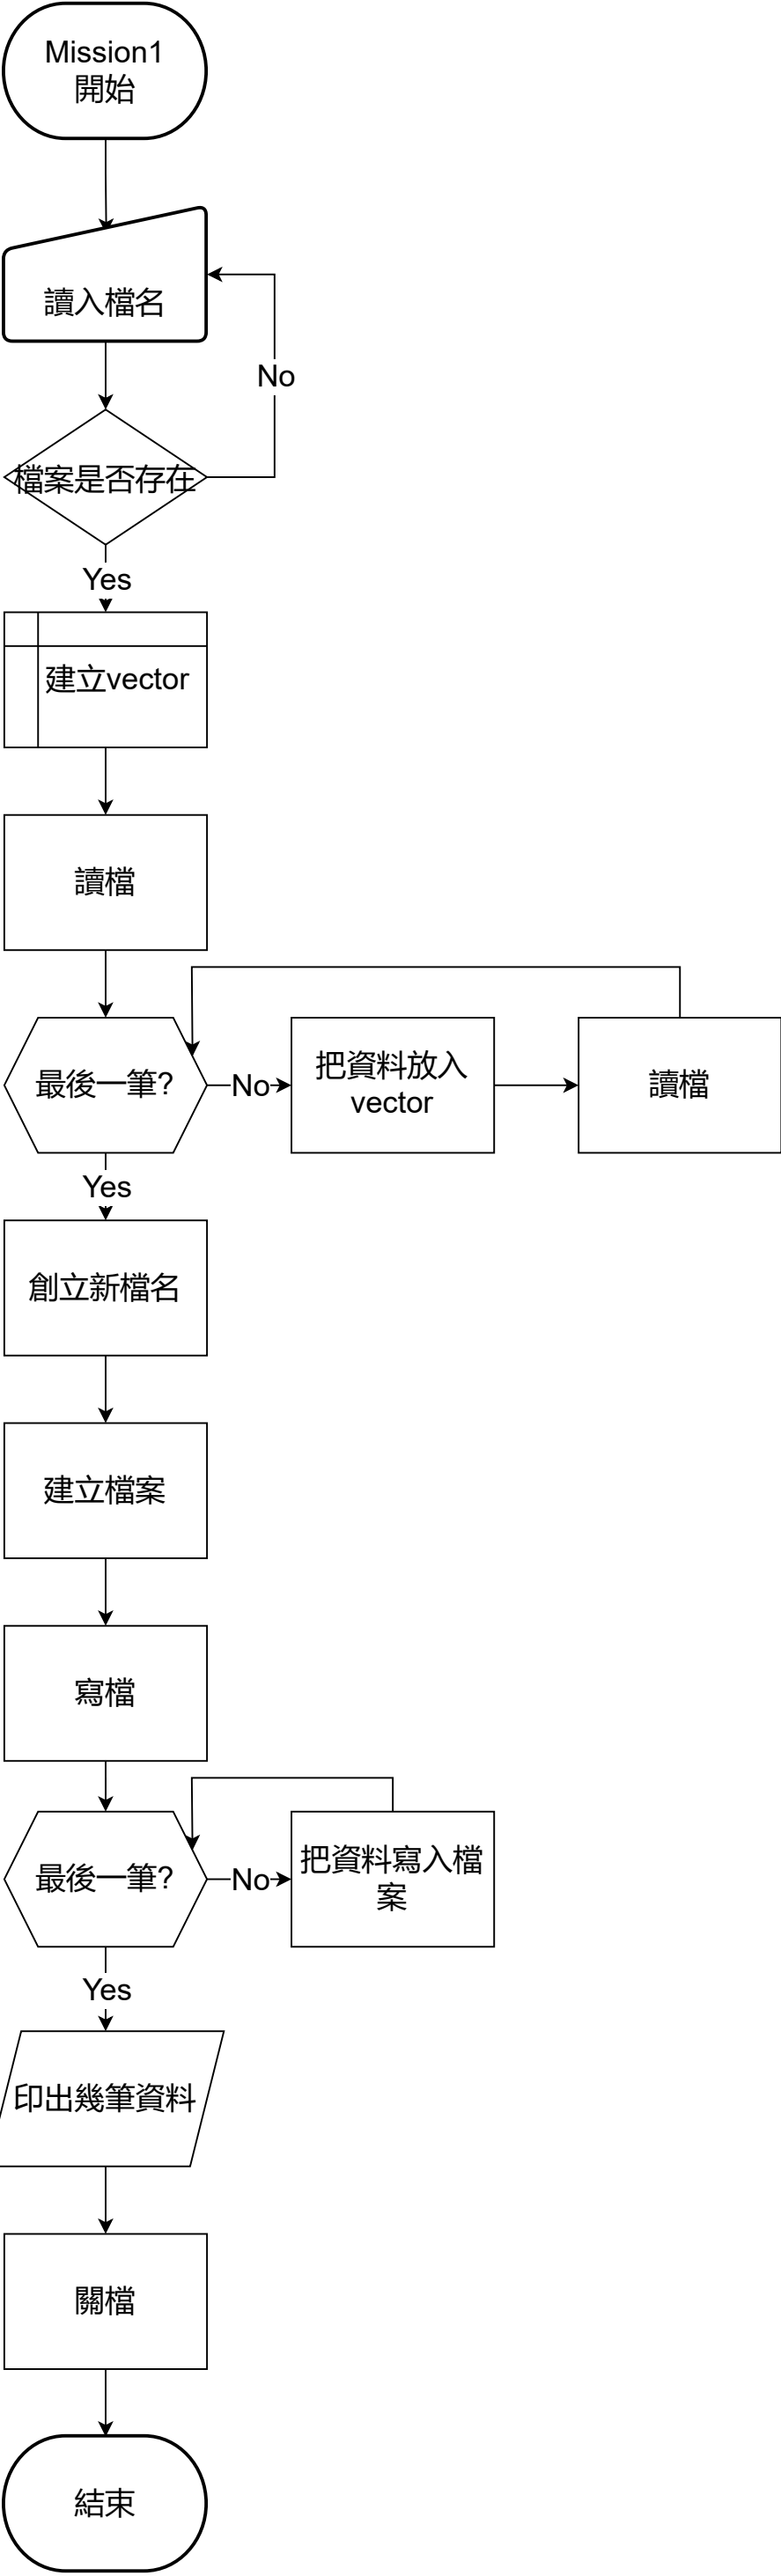 Mission1
開始
讀入檔名
No
檔案是否存在
Yes
建立vector
讀檔
最後一筆?
No
把資料放入
vector
讀檔
Yes
創立新檔名
建立檔案
寫檔
最後一筆?
No
把資料寫入檔
案
Yes
印出幾筆資料
關檔
結束